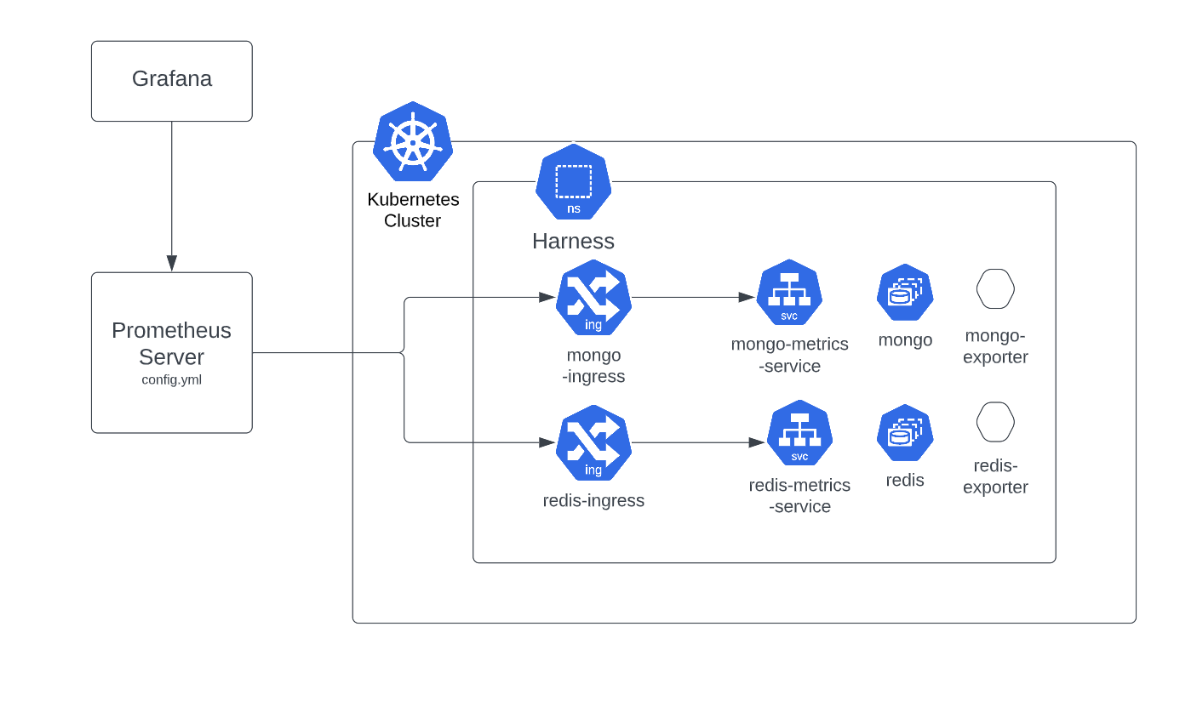 Grafana
Prometheus
Server
config.yml
Kubernetes
Cluster
ns
Harness
ing
mongo
-ingress
svc
mongo-metrics
-service
mongo
mongo-
exporter
ing
redis-ingress
svc
redis-metrics
-service
redis
redis-
exporter